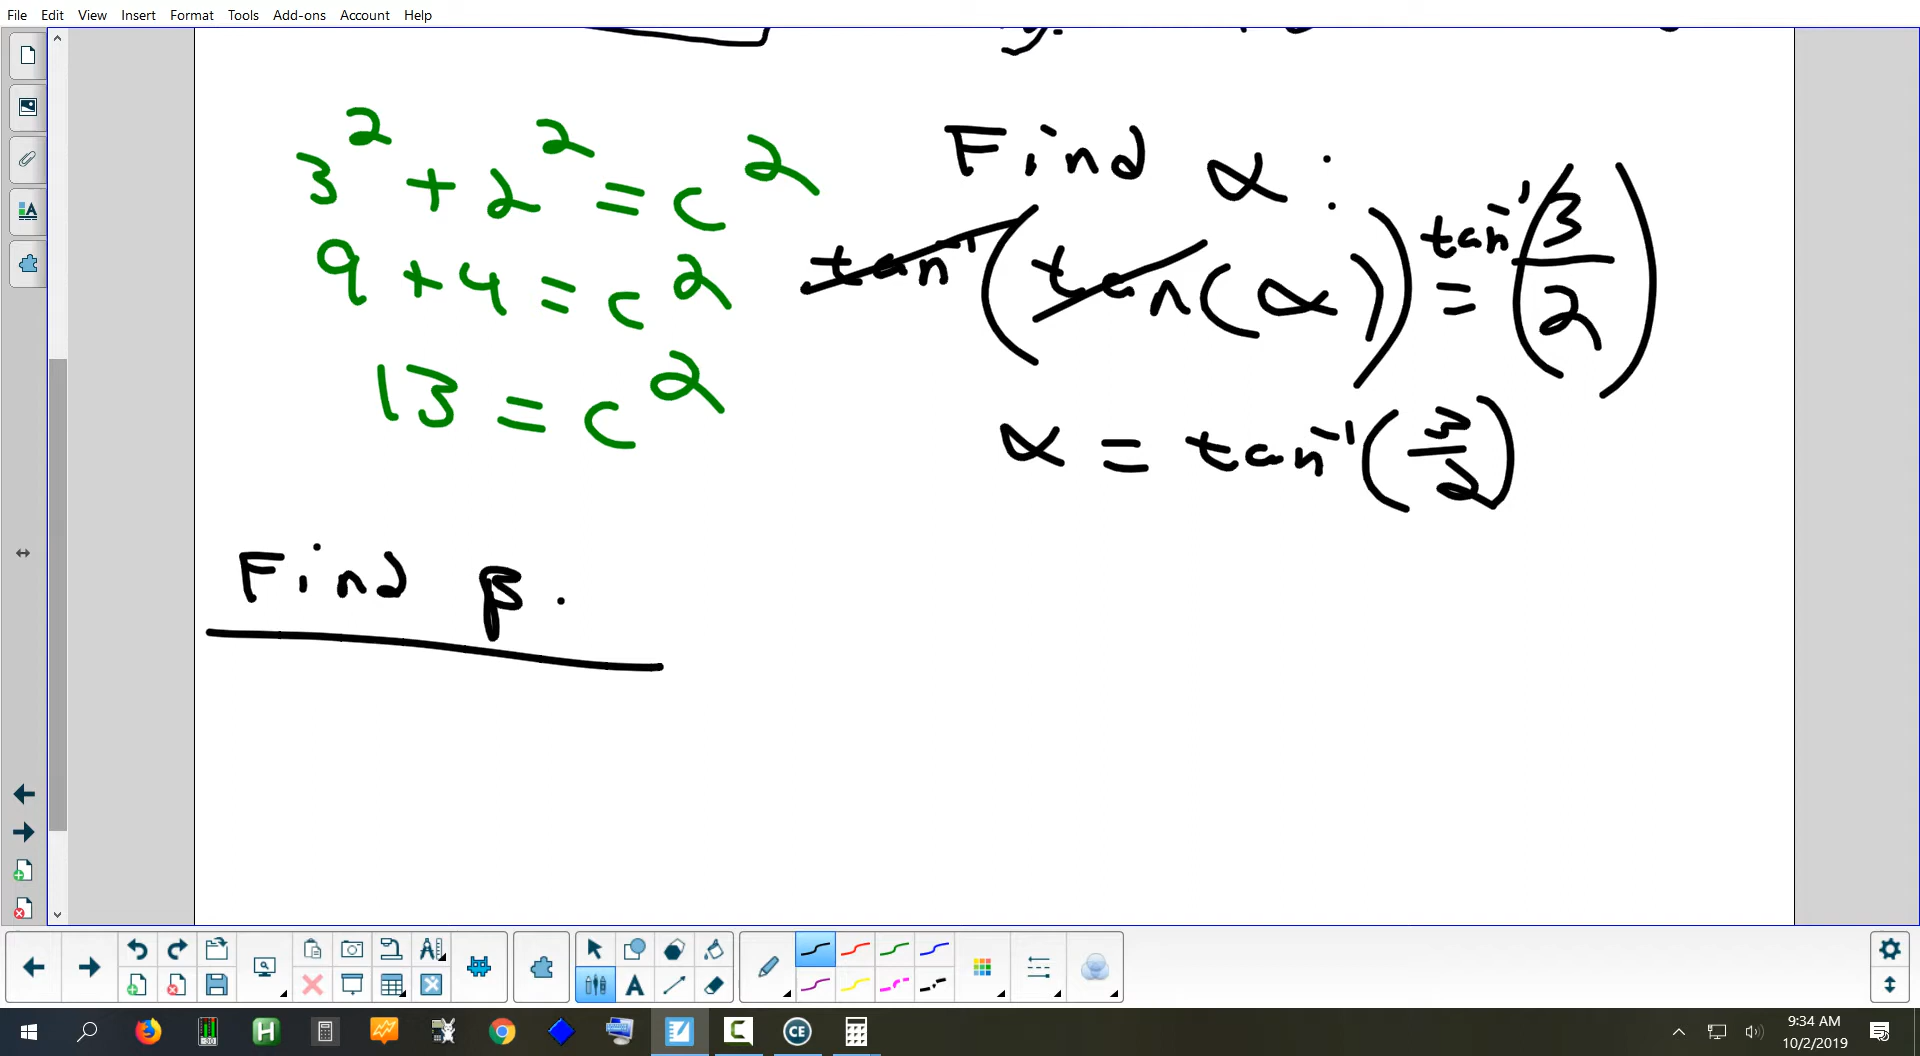 File Edit View Insert Format Tools Add-ons Account Help
3² + 2² = c²
9 + 4 = c²
13 = c²
Find α:
tan⁻¹(tan(α)) = tan⁻¹(3/2)
α = tan⁻¹(3/2)
Find β.
9:34 AM
10/2/2019